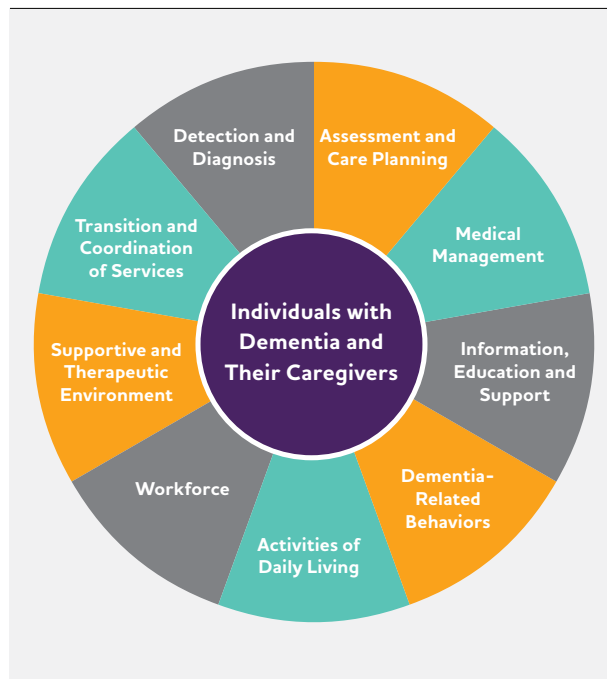 Detection and
Diagnosis
Assessment and
Care Planning
Medical
Management
Information,
Education and
Support
Dementia-
Related
Behaviors
Activities of
Daily Living
Workforce
Supportive and
Therapeutic
Environment
Transition and
Coordination
of Services
Individuals with
Dementia and
Their Caregivers